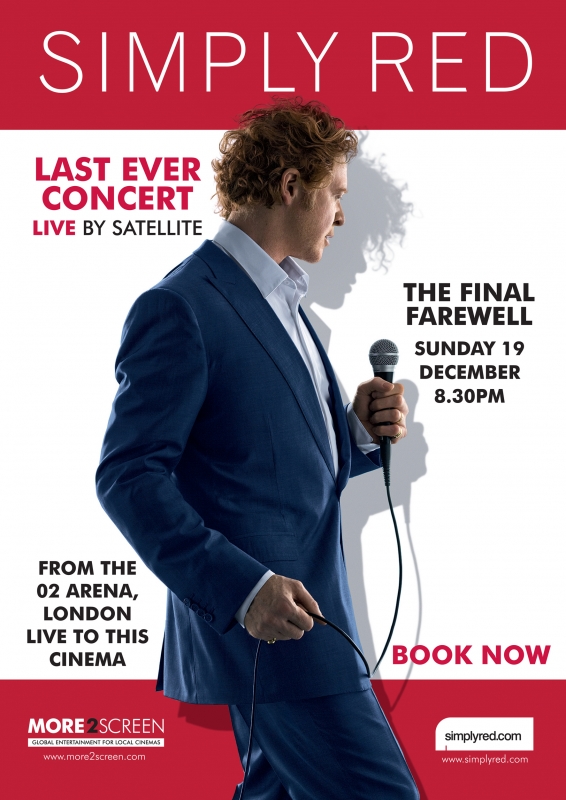 SIMPLY RED
LAST EVER
CONCERT
LIVE BY SATELLITE
THE FINAL
FAREWELL
SUNDAY 19
DECEMBER
8.30PM
FROM THE
02 ARENA,
LONDON
LIVE TO THIS
CINEMA
BOOK NOW
MORE2SCREEN
GLOBAL ENTERTAINMENT FOR LOCAL CINEMAS
www.more2screen.com
simplyred.com
www.simplyred.com